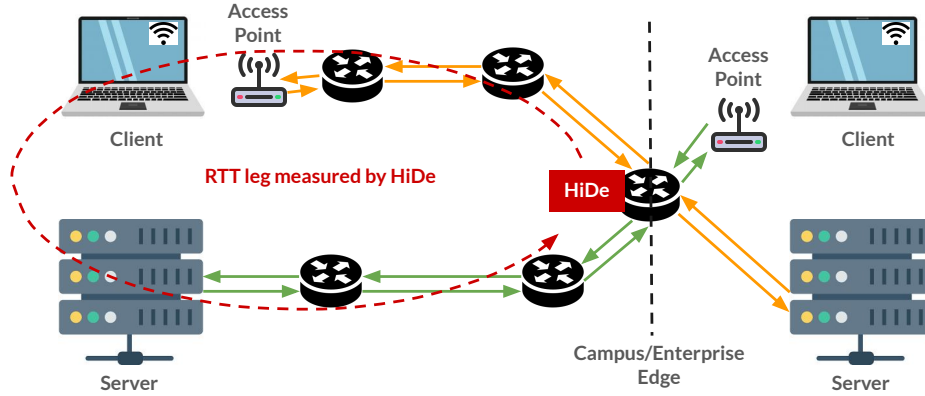 Access
Point
Client
Access
Point
Client
RTT leg measured by HiDe
HiDe
Campus/Enterprise
Edge
Server
Server